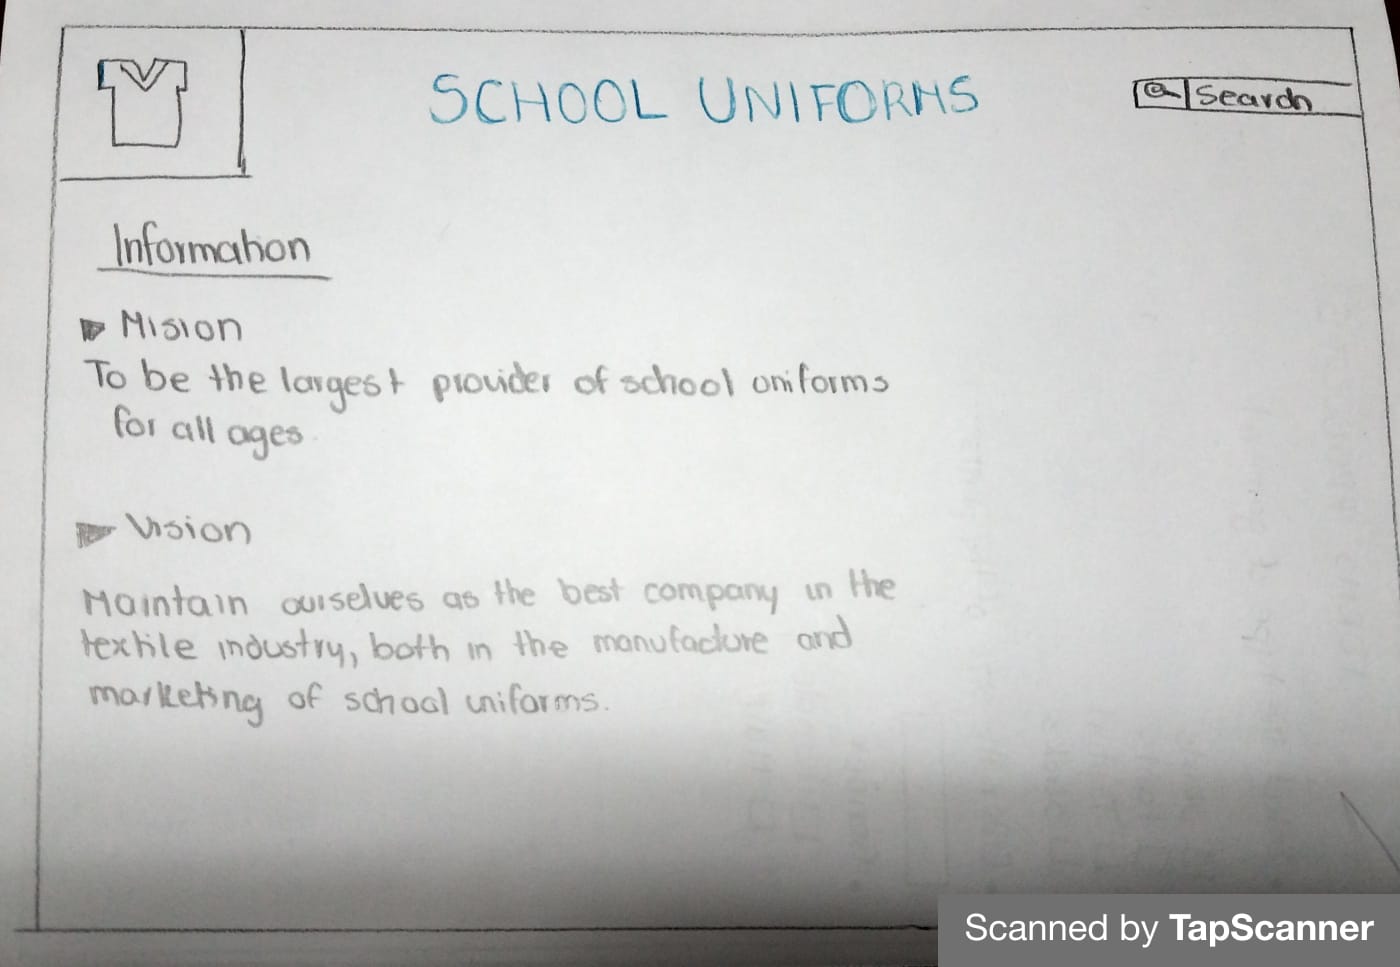 SCHOOL UNIFORMS
Search
Information
Mision
To be the largest provider of school uniforms
for all ages
Vision
Maintain ourselves as the best company in the
textile industry, both in the manufacture and
marketing of school uniforms.
Scanned by TapScanner